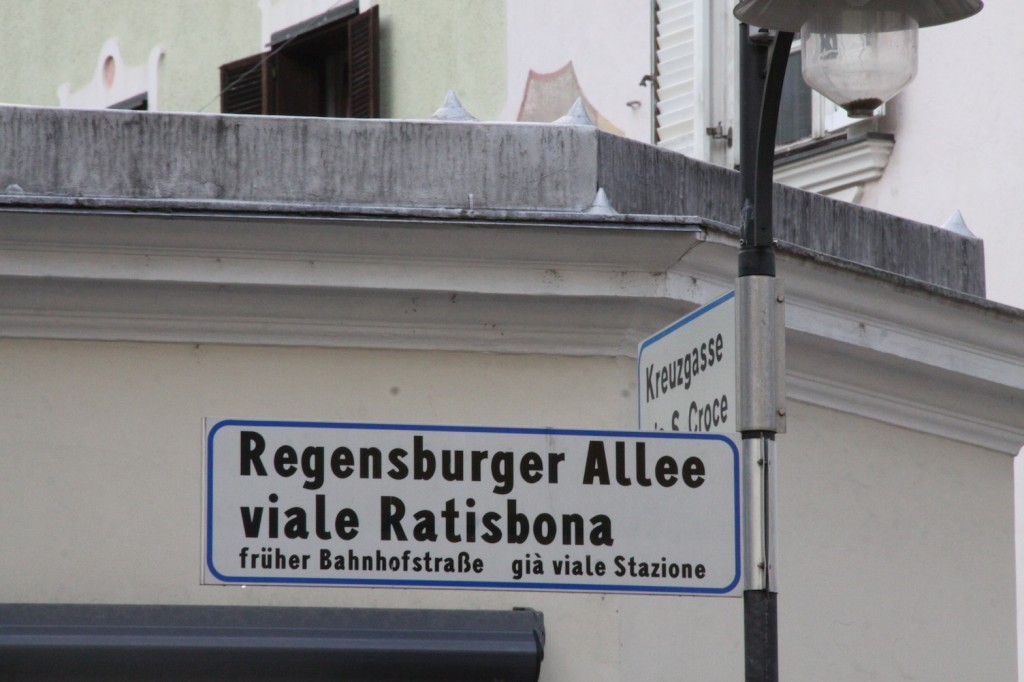 Kreuzgasse
S. Croce
Regensburger Allee
viale Ratisbona
früher Bahnhofstraße già viale Stazione